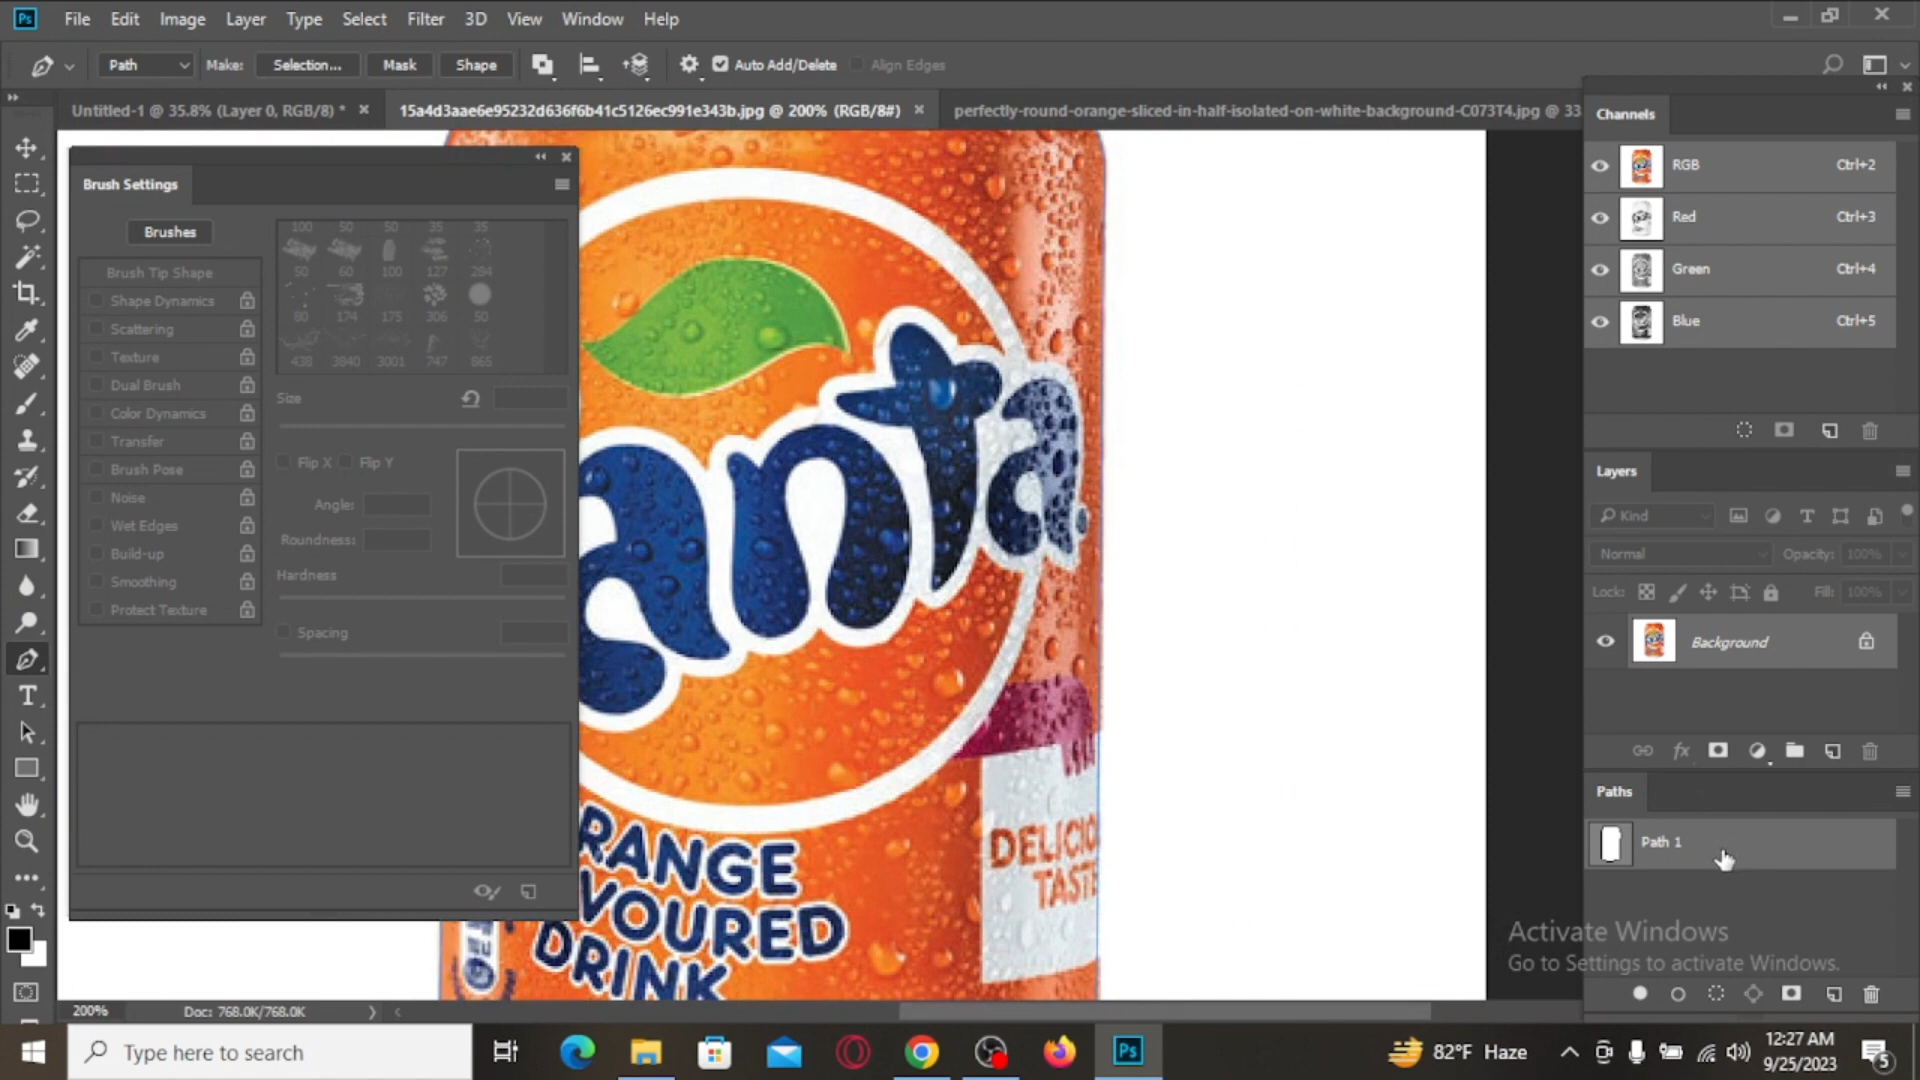 Ps File Edit Image Layer Type Select Filter 3D View Window Help
Path Make: Selection... Mask Shape Auto Add/Delete Align Edges
Untitled-1 @ 35.8% (Layer 0, RGB/8) *
15a4d3aae6e95232d636f6b41c5126ec991e343b.jpg @ 200% (RGB/8#)
perfectly-round-orange-sliced-in-half-isolated-on-white-background-C073T4.jpg @ 33
Brush Settings
Brushes
Brush Tip Shape
Shape Dynamics
Scattering
Texture
Dual Brush
Color Dynamics
Transfer
Brush Pose
Noise
Wet Edges
Build-up
Smoothing
Protect Texture
100 50 50 35 35
50 60 100 127 284
80 174 175 306 50
438 3840 3001 747 865
Size
Flip X Flip Y
Angle:
Roundness:
Hardness
Spacing
anta
RANGE
VOURED
DRINK
DELICIO
TASTE
Channels
RGB Ctrl+2
Red Ctrl+3
Green Ctrl+4
Blue Ctrl+5
Layers
Kind
Normal Opacity: 100%
Lock: Fill: 100%
Background
fx
Paths
Path 1
Activate Windows
Go to Settings to activate Windows.
200% Doc: 768.0K/768.0K
Type here to search
Ps
82°F Haze
12:27 AM
9/25/2023
5